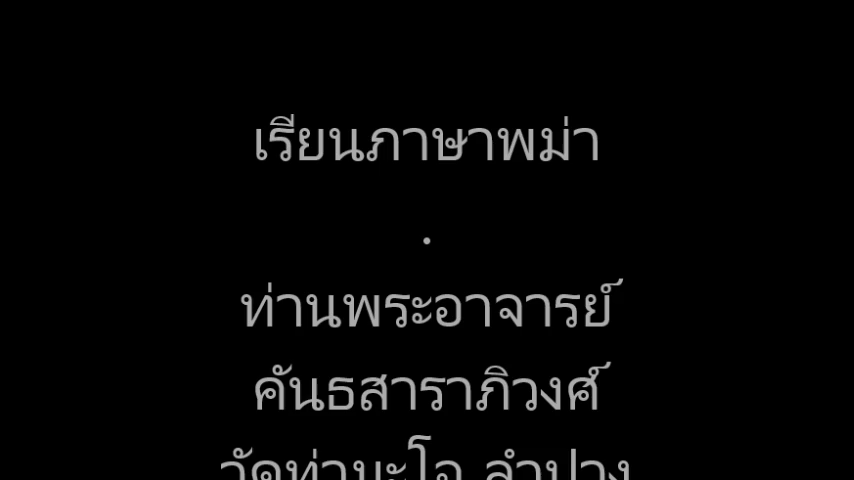 เรียนภาษาพม่า
.
ท่านพระอาจารย์
คันธสาราภิวงศ์
วัดท่ามะโอ ลำปาง